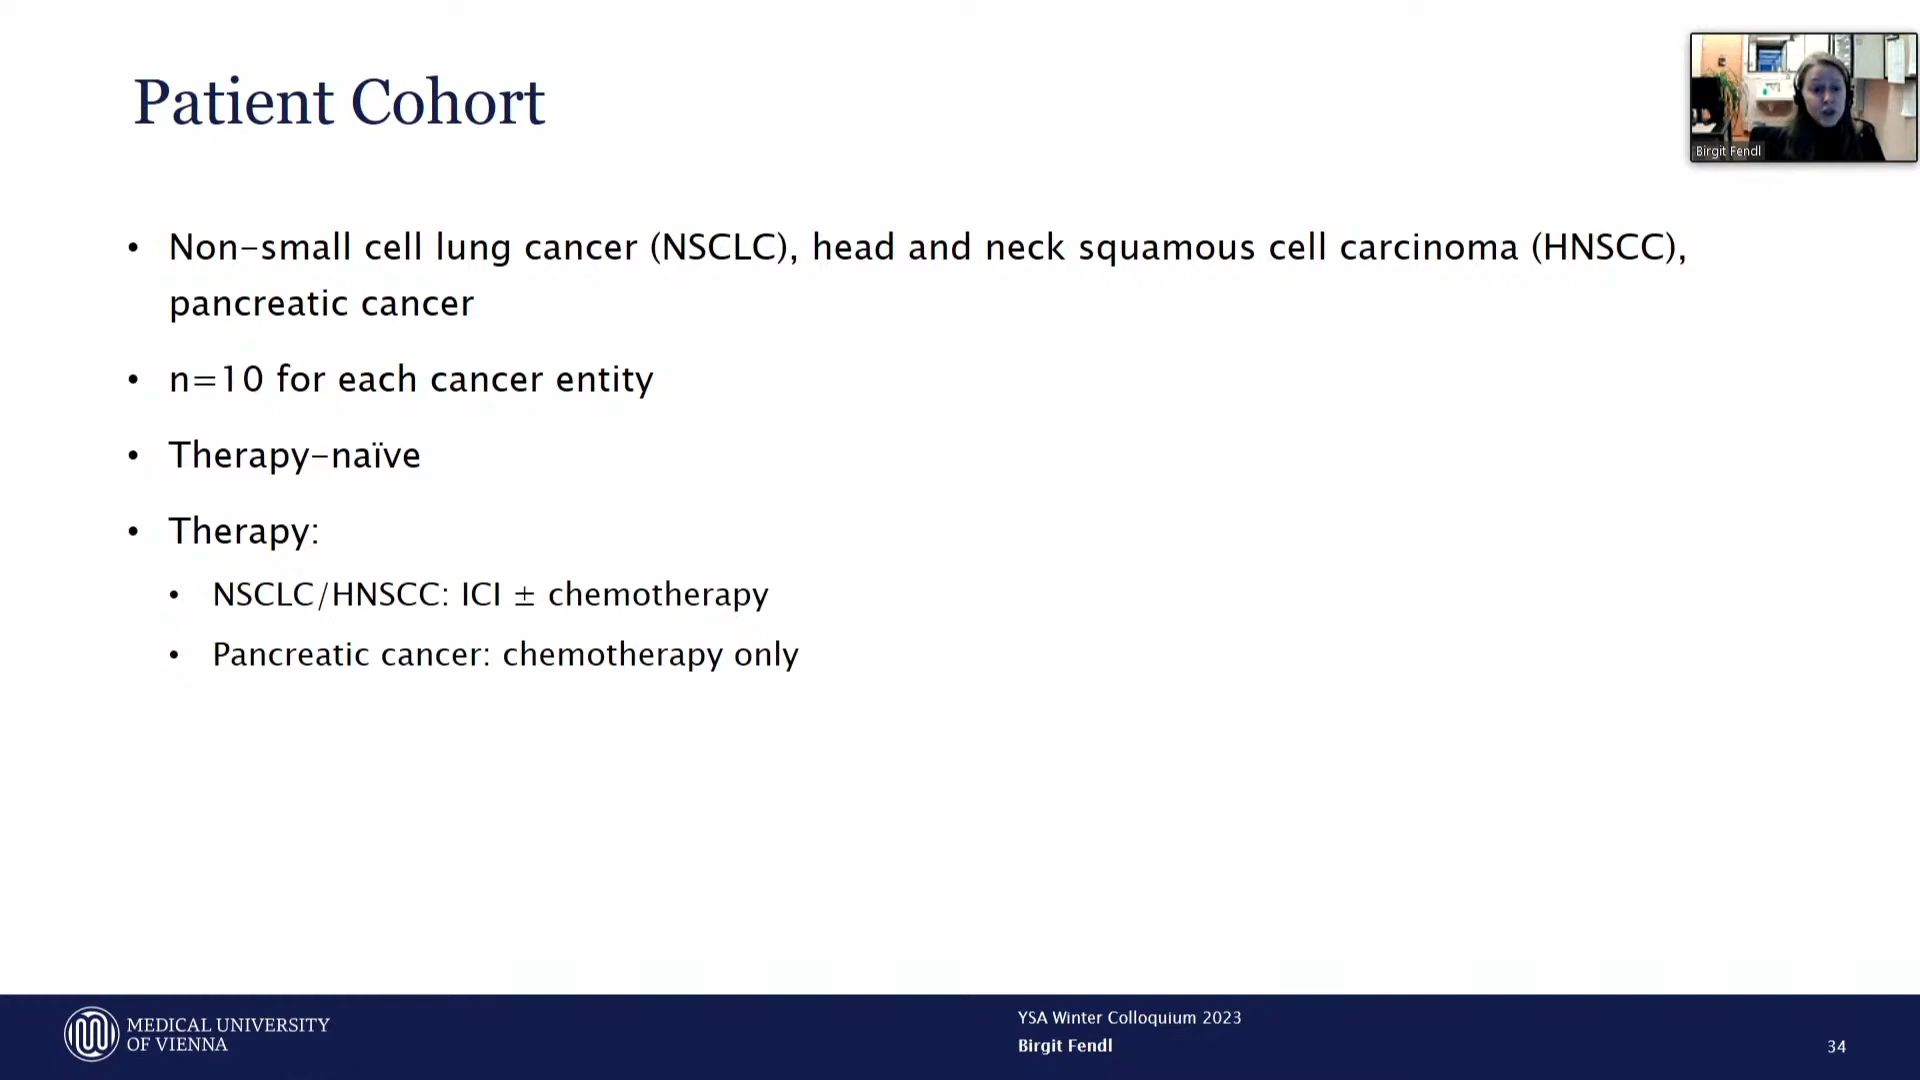 Patient Cohort
Birgit Fendl
• Non-small cell lung cancer (NSCLC), head and neck squamous cell carcinoma (HNSCC),
pancreatic cancer
• n=10 for each cancer entity
• Therapy-naïve
• Therapy:
• NSCLC/HNSCC: ICI ± chemotherapy
• Pancreatic cancer: chemotherapy only
MEDICAL UNIVERSITY
OF VIENNA
YSA Winter Colloquium 2023
Birgit Fendl
34